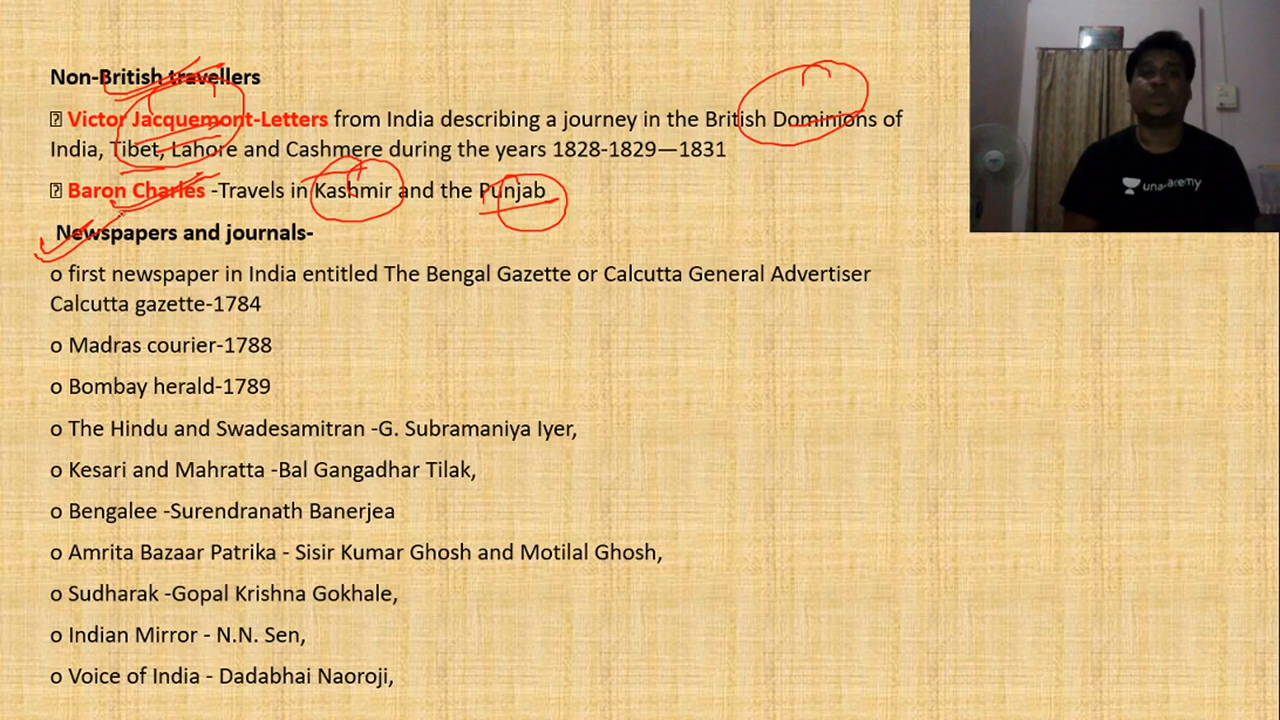 Non-British travellers
Victor Jacquemont-Letters from India describing a journey in the British Dominions of
India, Tibet, Lahore and Cashmere during the years 1828-1829—1831
Baron Charles -Travels in Kashmir and the Punjab
Newspapers and journals-
o first newspaper in India entitled The Bengal Gazette or Calcutta General Advertiser
Calcutta gazette-1784
o Madras courier-1788
o Bombay herald-1789
o The Hindu and Swadesamitran -G. Subramaniya Iyer,
o Kesari and Mahratta -Bal Gangadhar Tilak,
o Bengalee -Surendranath Banerjea
o Amrita Bazaar Patrika - Sisir Kumar Ghosh and Motilal Ghosh,
o Sudharak -Gopal Krishna Gokhale,
o Indian Mirror - N.N. Sen,
o Voice of India - Dadabhai Naoroji,
unacademy